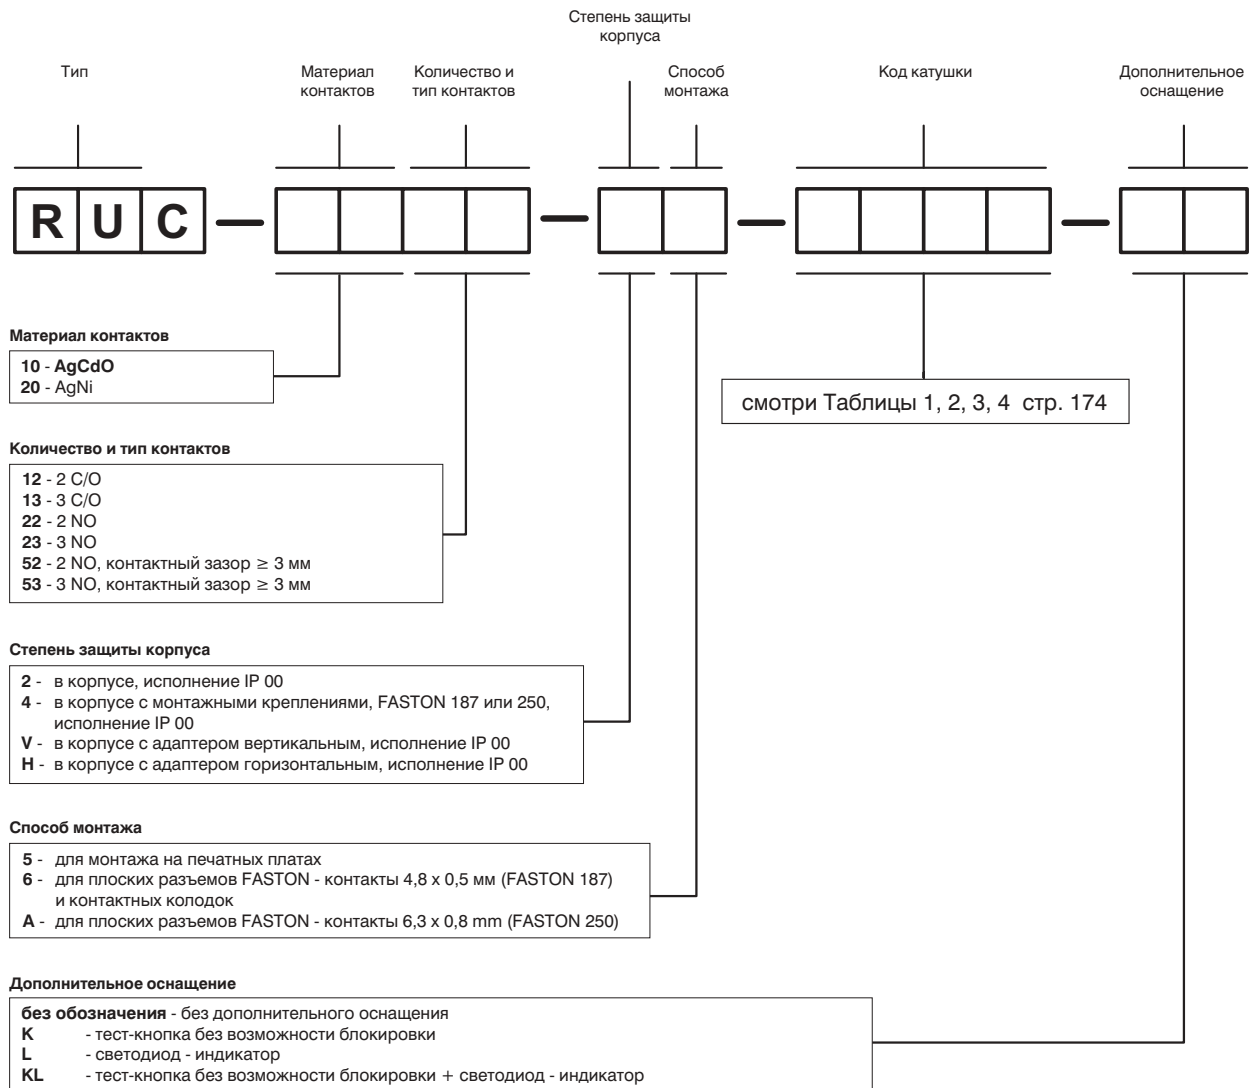 Степень защиты
корпуса
Тип
Материал
контактов
Количество и
тип контактов
Способ
монтажа
Код катушки
Дополнительное
оснащение
R U C
Материал контактов
10 - AgCdO
20 - AgNi
смотри Таблицы 1, 2, 3, 4 стр. 174
Количество и тип контактов
12 - 2 C/O
13 - 3 C/O
22 - 2 NO
23 - 3 NO
52 - 2 NO, контактный зазор ≥ 3 мм
53 - 3 NO, контактный зазор ≥ 3 мм
Степень защиты корпуса
2 - в корпусе, исполнение IP 00
4 - в корпусе с монтажными креплениями, FASTON 187 или 250,
исполнение IP 00
V - в корпусе с адаптером вертикальным, исполнение IP 00
H - в корпусе с адаптером горизонтальным, исполнение IP 00
Способ монтажа
5 - для монтажа на печатных платах
6 - для плоских разъемов FASTON - контакты 4,8 x 0,5 мм (FASTON 187)
и контактных колодок
A - для плоских разъемов FASTON - контакты 6,3 x 0,8 mm (FASTON 250)
Дополнительное оснащение
без обозначения - без дополнительного оснащения
K - тест-кнопка без возможности блокировки
L - светодиод - индикатор
KL - тест-кнопка без возможности блокировки + светодиод - индикатор